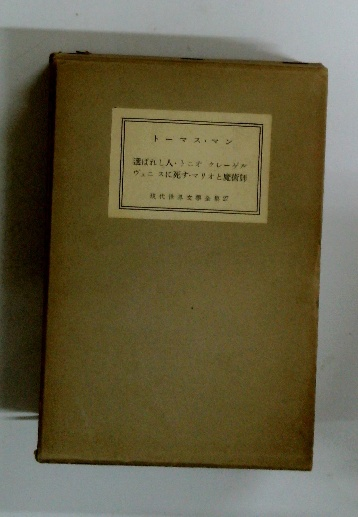 トーマス・マン
選ばれし人・トニオ クレーゲル
ヴェニスに死す・マリオと魔術師
現代世界文學全集